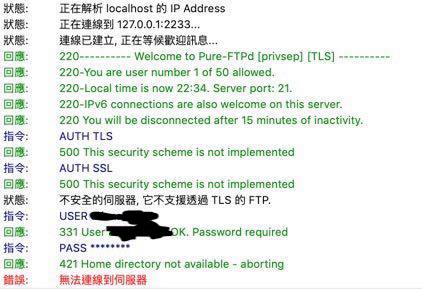 狀態: 正在解析 localhost 的 IP Address
狀態: 正在連線到 127.0.0.1:2233...
狀態: 連線已建立, 正在等候歡迎訊息...
回應: 220---------- Welcome to Pure-FTPd [privsep] [TLS] ----------
回應: 220-You are user number 1 of 50 allowed.
回應: 220-Local time is now 22:34. Server port: 21.
回應: 220-IPv6 connections are also welcome on this server.
回應: 220 You will be disconnected after 15 minutes of inactivity.
指令: AUTH TLS
回應: 500 This security scheme is not implemented
指令: AUTH SSL
回應: 500 This security scheme is not implemented
狀態: 不安全的伺服器, 它不支援透過 TLS 的 FTP.
指令: USER
回應: 331 User OK. Password required
指令: PASS ********
回應: 421 Home directory not available - aborting
錯誤: 無法連線到伺服器